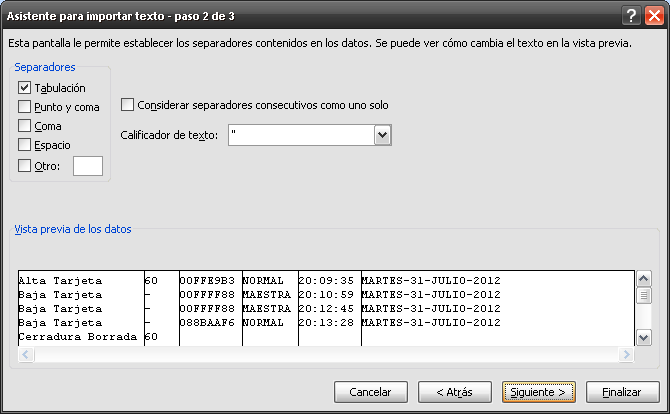 Asistente para importar texto - paso 2 de 3
Esta pantalla le permite establecer los separadores contenidos en los datos. Se puede ver cómo cambia el texto en la vista previa.
Separadores
Tabulación
Punto y coma
Coma
Espacio
Otro:
Considerar separadores consecutivos como uno solo
Calificador de texto: "
Vista previa de los datos
Alta Tarjeta 60 00FFE9B3 NORMAL 20:09:35 MARTES-31-JULIO-2012
Baja Tarjeta - 00FFFF88 MAESTRA 20:10:59 MARTES-31-JULIO-2012
Baja Tarjeta - 00FFFF88 MAESTRA 20:12:45 MARTES-31-JULIO-2012
Baja Tarjeta - 088BAAF6 NORMAL 20:13:28 MARTES-31-JULIO-2012
Cerradura Borrada 60
Cancelar < Atrás Siguiente > Finalizar